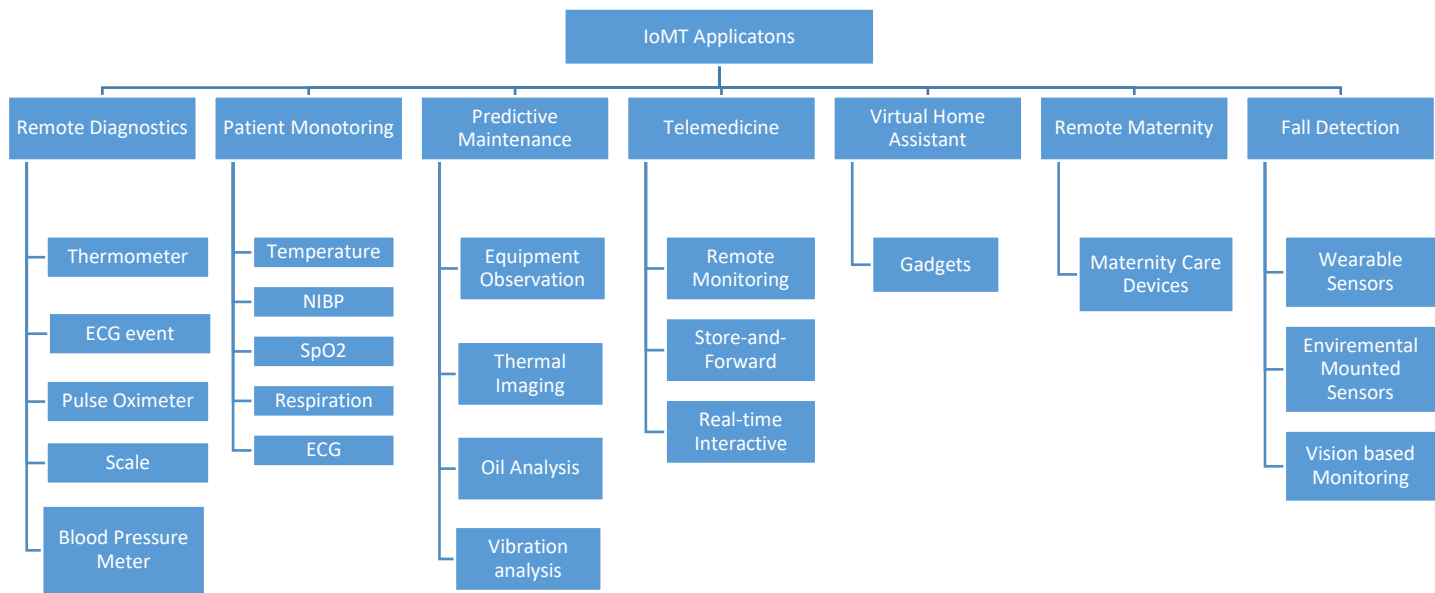 IoMT Applicatons
Remote Diagnostics
Thermometer
ECG event
Pulse Oximeter
Scale
Blood Pressure
Meter
Patient Monotoring
Temperature
NIBP
SpO2
Respiration
ECG
Predictive
Maintenance
Equipment
Observation
Thermal
Imaging
Oil Analysis
Vibration
analysis
Telemedicine
Remote
Monitoring
Store-and-
Forward
Real-time
Interactive
Virtual Home
Assistant
Gadgets
Remote Maternity
Maternity Care
Devices
Fall Detection
Wearable
Sensors
Enviremental
Mounted
Sensors
Vision based
Monitoring